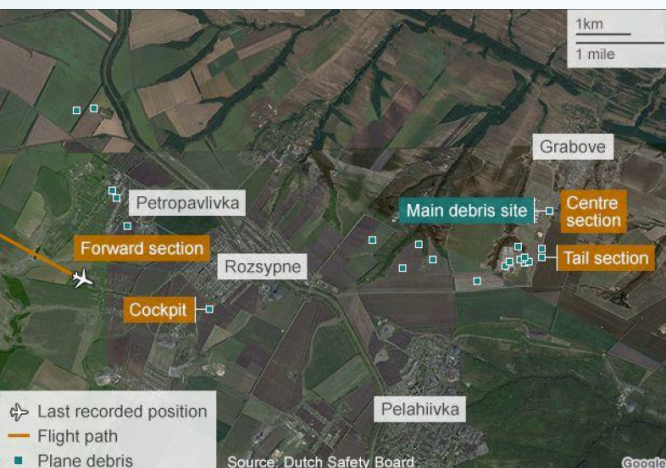 1km
1 mile
Grabove
Petropavlivka
Main debris site
Centre
section
Forward section
Tail section
Rozsypne
Cockpit
Pelahiivka
Last recorded position
Flight path
Plane debris
Source: Dutch Safety Board
Google